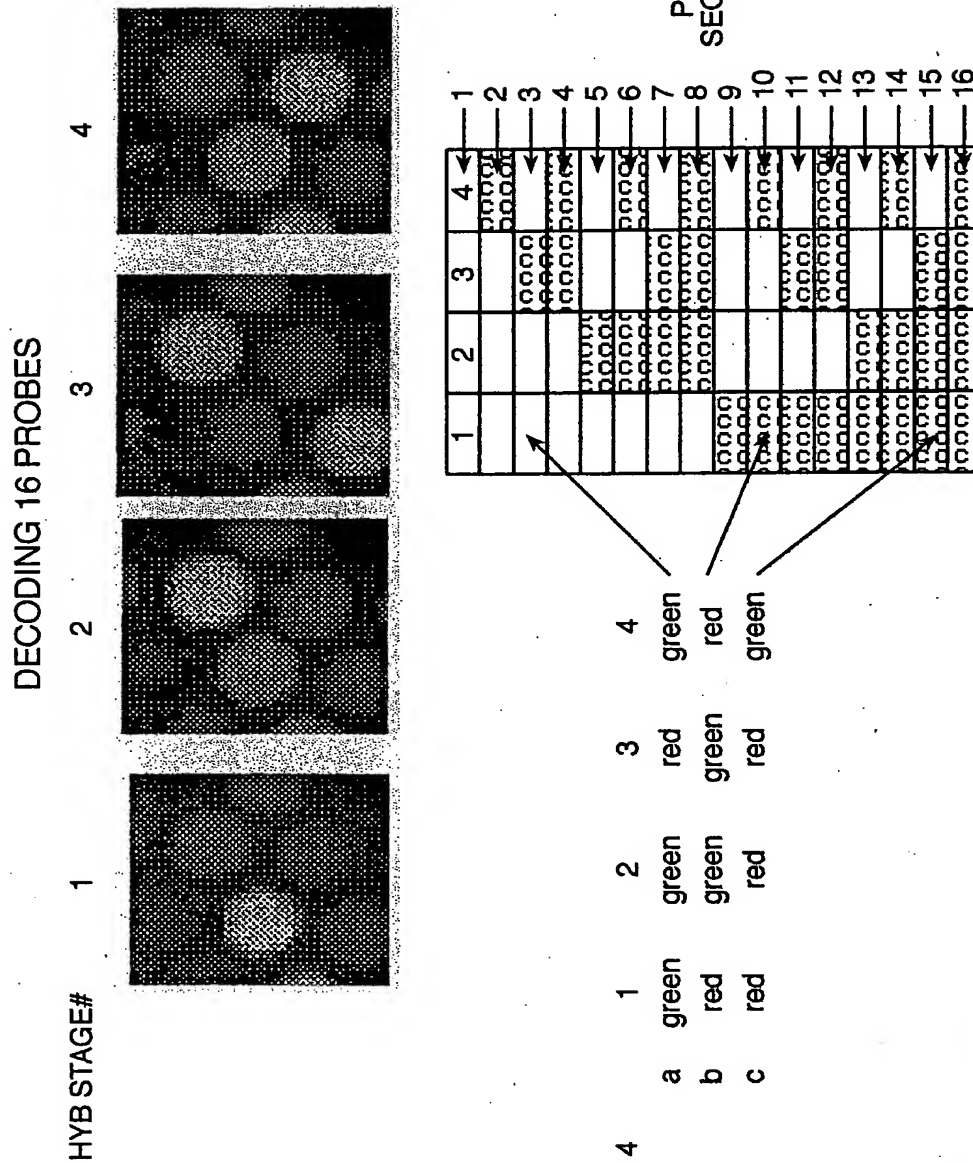 DECODING 16 PROBES
HYB STAGE# 1 2 3 4
4
1 2 3 4
a green green red green
b red green green red
c red red red green
1 2 3 4
1
2
3
4
5
6
7
8
9
10
11
12
13
14
15
16